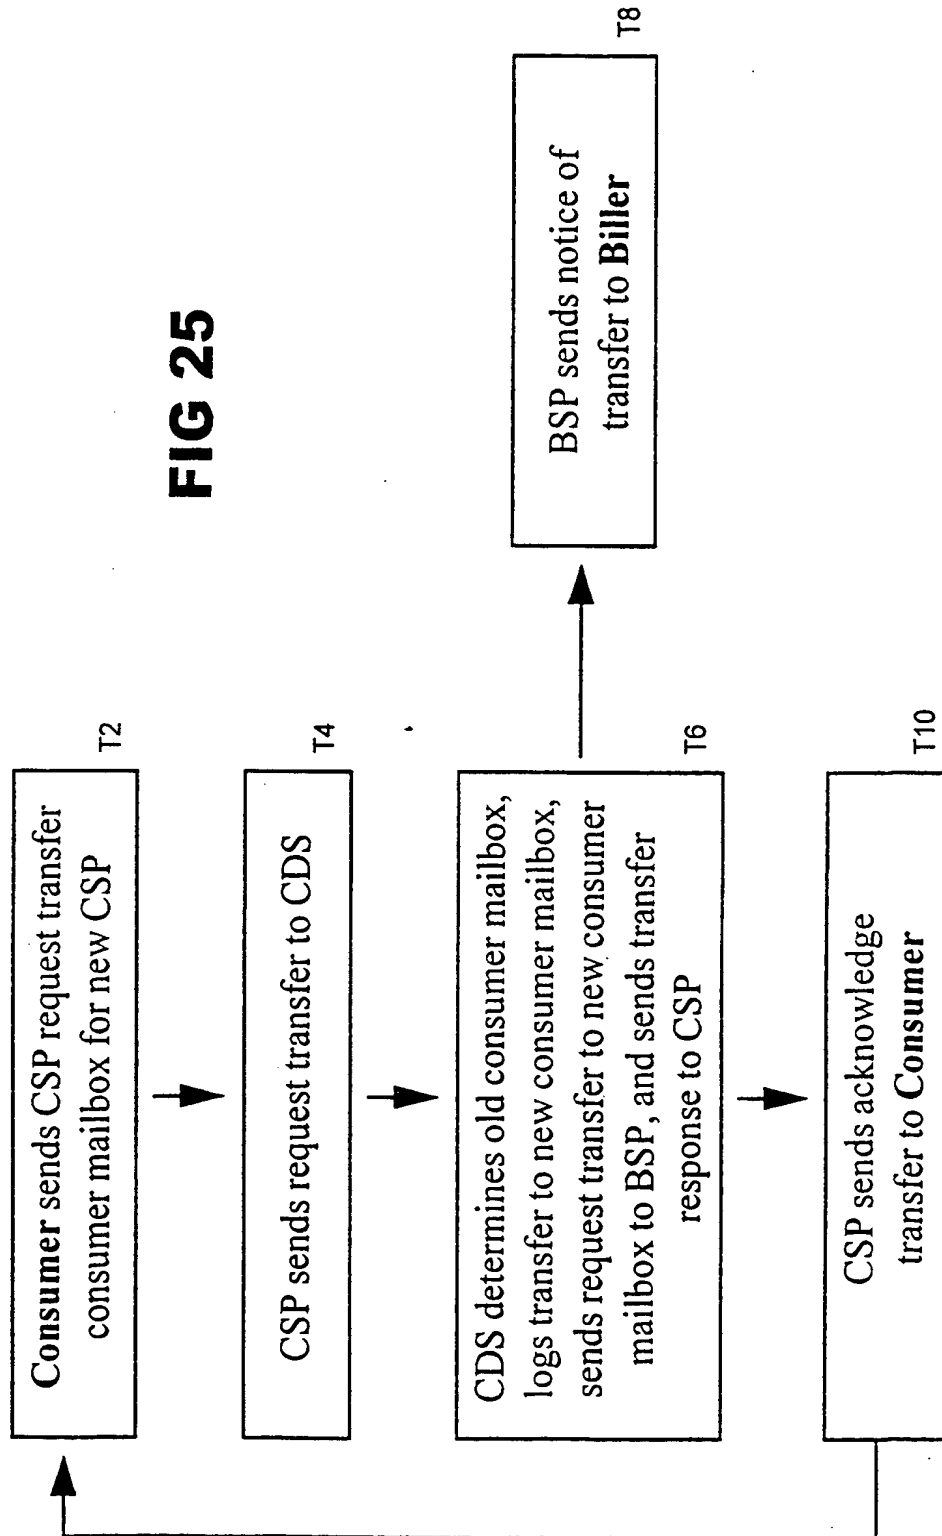 FIG 25
Consumer sends CSP request transfer
consumer mailbox for new CSP
T2
CSP sends request transfer to CDS
T4
CDS determines old consumer mailbox,
logs transfer to new consumer mailbox,
sends request transfer to new consumer
mailbox to BSP, and sends transfer
response to CSP
T6
BSP sends notice of
transfer to Biller
T8
CSP sends acknowledge
transfer to Consumer
T10